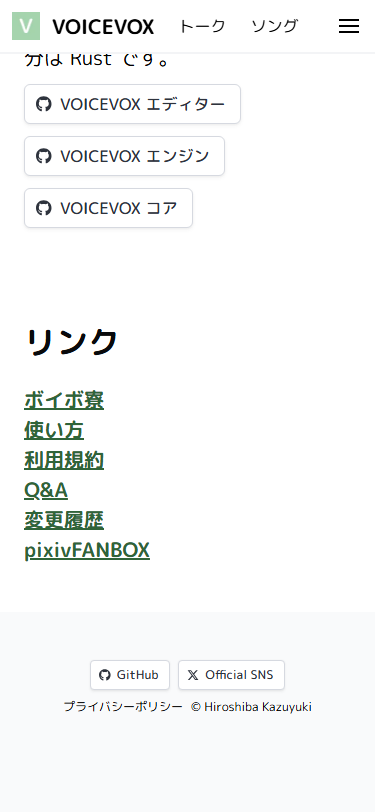 V VOICEVOX トーク ソング
分は Rust です。
VOICEVOX エディター
VOICEVOX エンジン
VOICEVOX コア
リンク
ボイボ寮
使い方
利用規約
Q&A
変更履歴
pixivFANBOX
GitHub Official SNS
プライバシーポリシー © Hiroshiba Kazuyuki